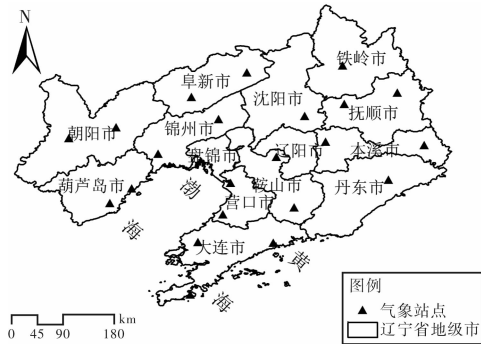 N
铁岭市
阜新市
沈阳市
抚顺市
朝阳市
锦州市
盘锦市
辽阳市
本溪市
葫芦岛市
鞍山市
丹东市
营口市
渤
海
大连市
黄
海
图例
气象站点
辽宁省地级市
km
0 45 90 180